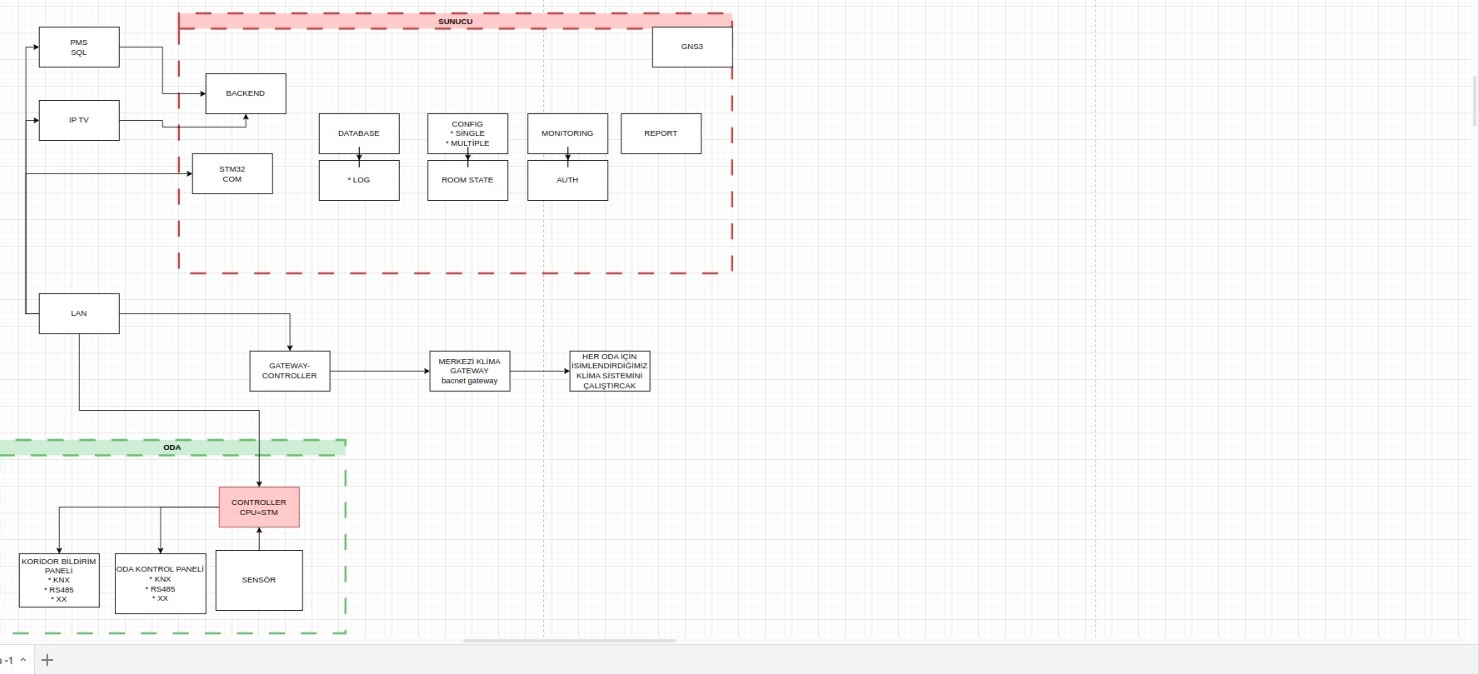 SUNUCU
PMS
SQL
GNS3
BACKEND
IP TV
DATABASE
CONFIG
* SİNGLE
* MULTİPLE
MONITORING
REPORT
STM32
COM
* LOG
ROOM STATE
AUTH
LAN
GATEWAY-
CONTROLLER
MERKEZİ KLİMA
GATEWAY
bacnet gateway
HER ODA İÇİN
İSİMLENDİRDİĞİMİZ
KLİMA SİSTEMİNİ
ÇALIŞTIRCAK
ODA
CONTROLLER
CPU=STM
KORİDOR BİLDİRİM
PANELİ
* KNX
* RS485
* XX
ODA KONTROL PANELİ
* KNX
* RS485
* XX
SENSÖR
-1